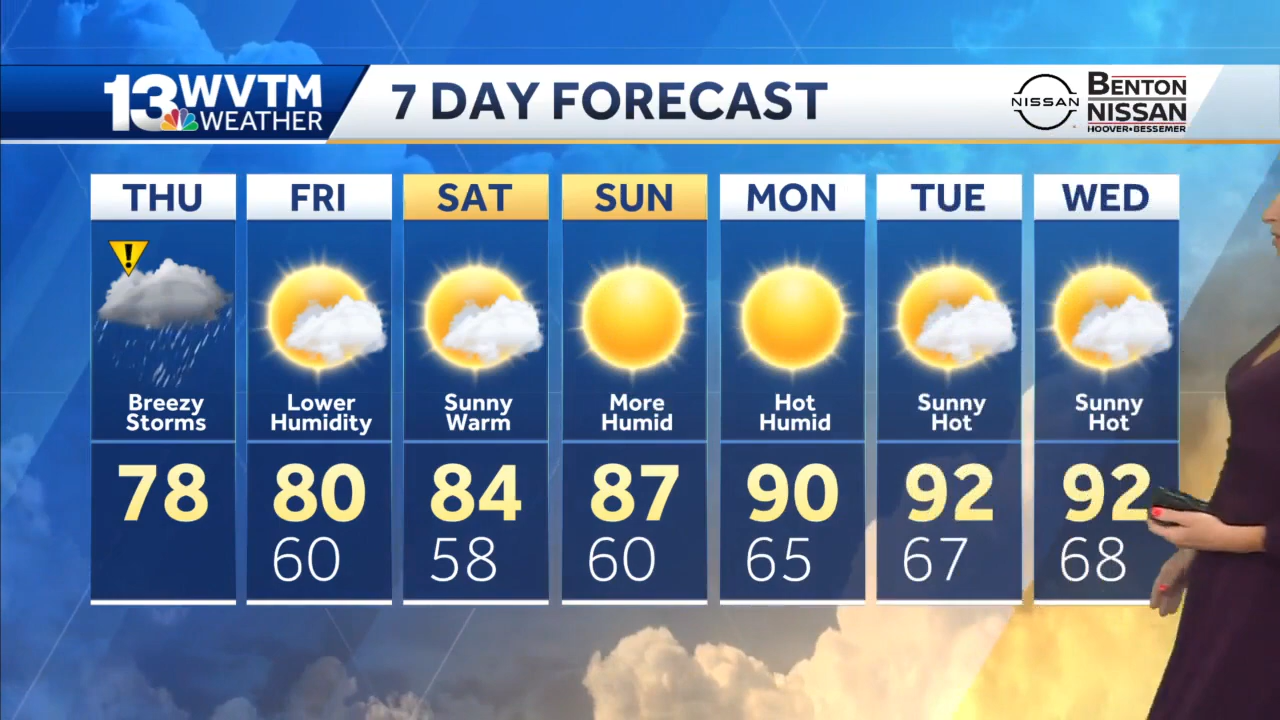 13 WVTM
WEATHER
7 DAY FORECAST
NISSAN
BENTON
NISSAN
HOOVER•BESSEMER
THU
FRI
SAT
SUN
MON
TUE
WED
!
Breezy
Storms
Lower
Humidity
Sunny
Warm
More
Humid
Hot
Humid
Sunny
Hot
Sunny
Hot
78
80
84
87
90
92
92
60
58
60
65
67
68